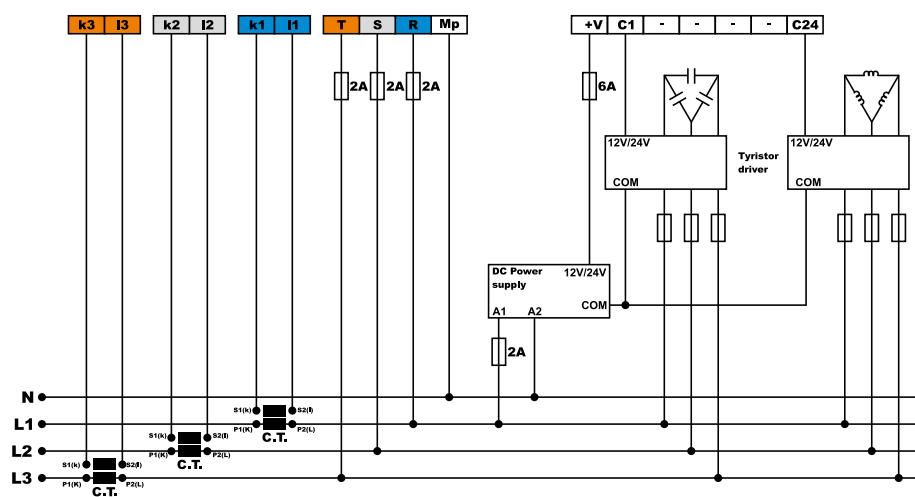 k3 l3 k2 l2 k1 l1 T S R Mp +V C1 - - - - C24
2A 2A 2A 6A
12V/24V 12V/24V
Tyristor
driver
COM COM
DC Power 12V/24V
supply
COM
A1 A2
2A
N
S1(k) S2(l)
L1
P1(K) P2(L)
C.T.
S1(k) S2(l)
L2
P1(K) P2(L)
C.T.
S1(k) S2(l)
L3
P1(K) P2(L)
C.T.